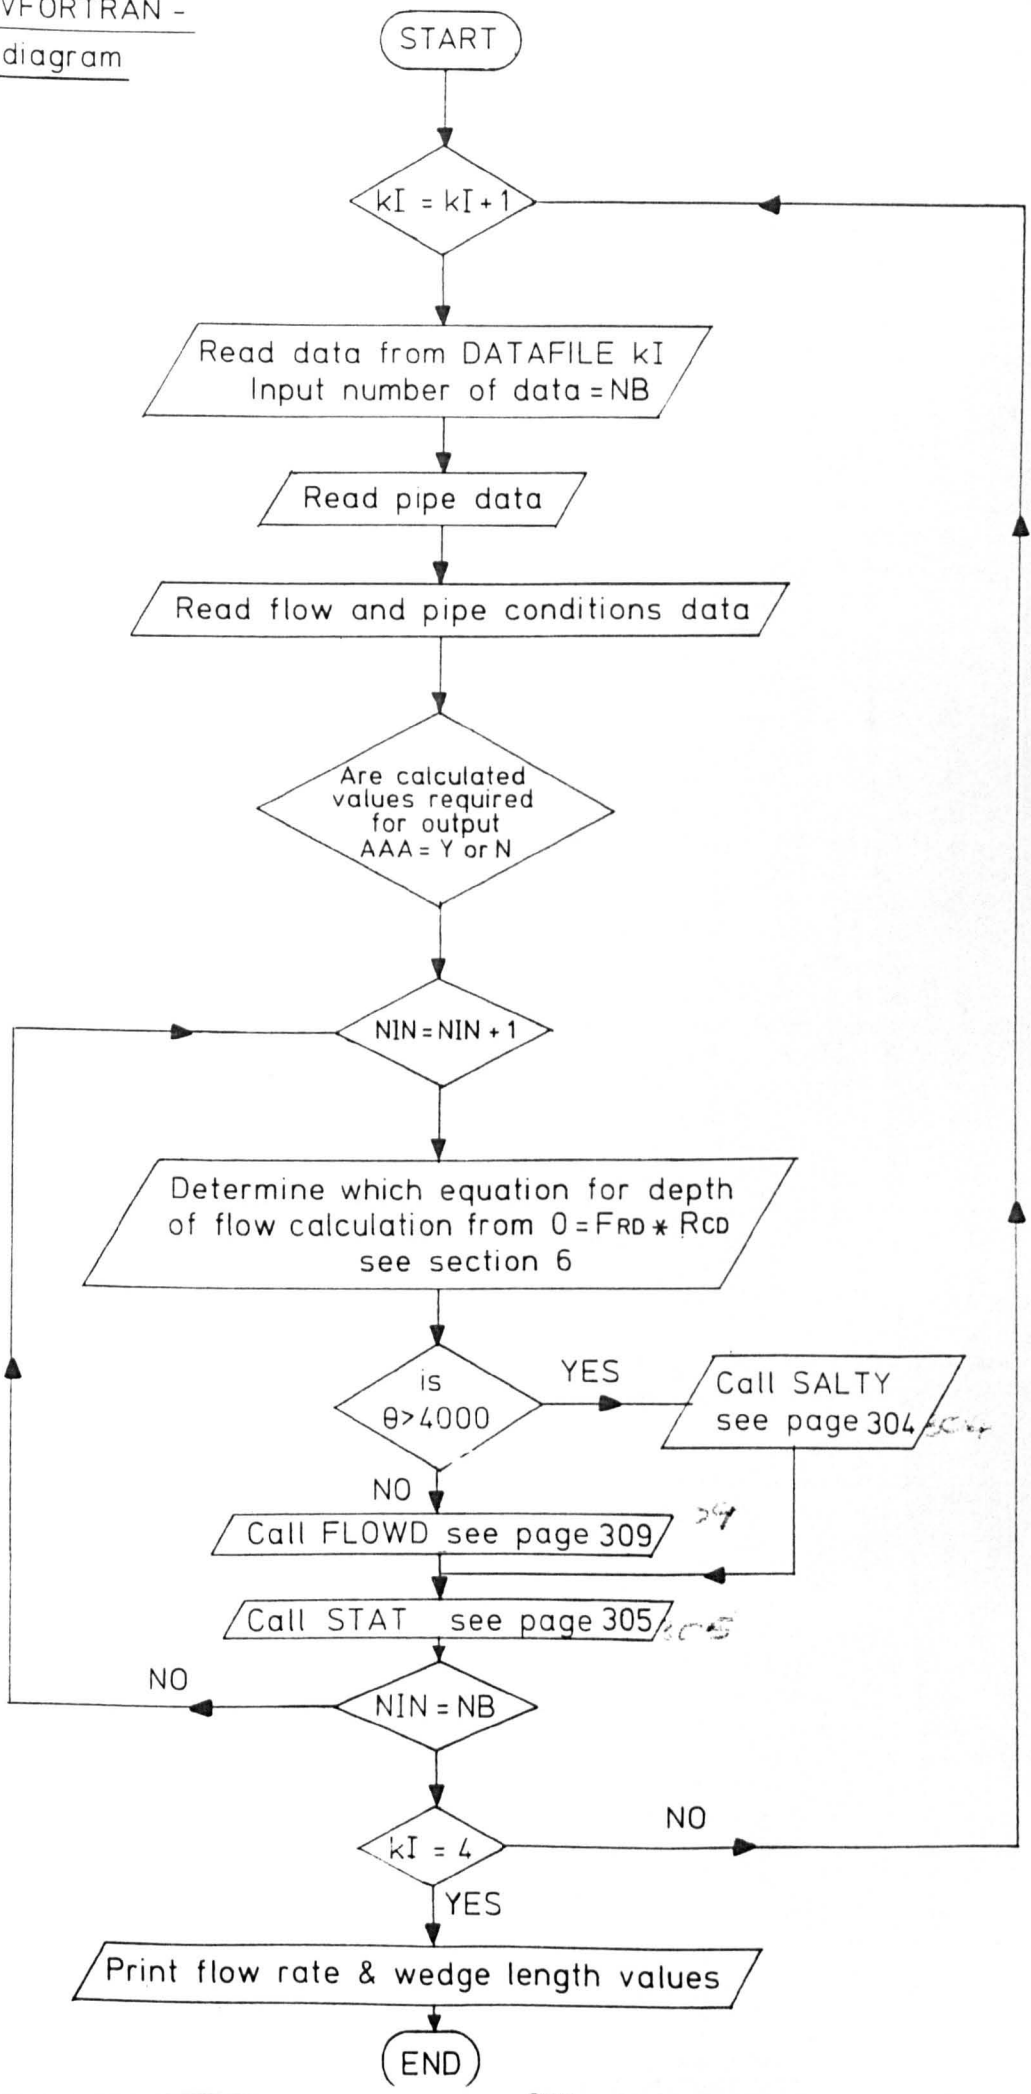 VFORTRAN -
diagram
START
kI = kI + 1
Read data from DATAFILE kI
Input number of data = NB
Read pipe data
Read flow and pipe conditions data
Are calculated
values required
for output
AAA = Y or N
NIN = NIN + 1
Determine which equation for depth
of flow calculation from 0 = FRD * RCD
see section 6
is
θ>4000
YES
Call SALTY
see page 304
304
NO
Call FLOWD see page 309
Call STAT see page 305
305
NO
NIN = NB
kI = 4
NO
YES
Print flow rate & wedge length values
END